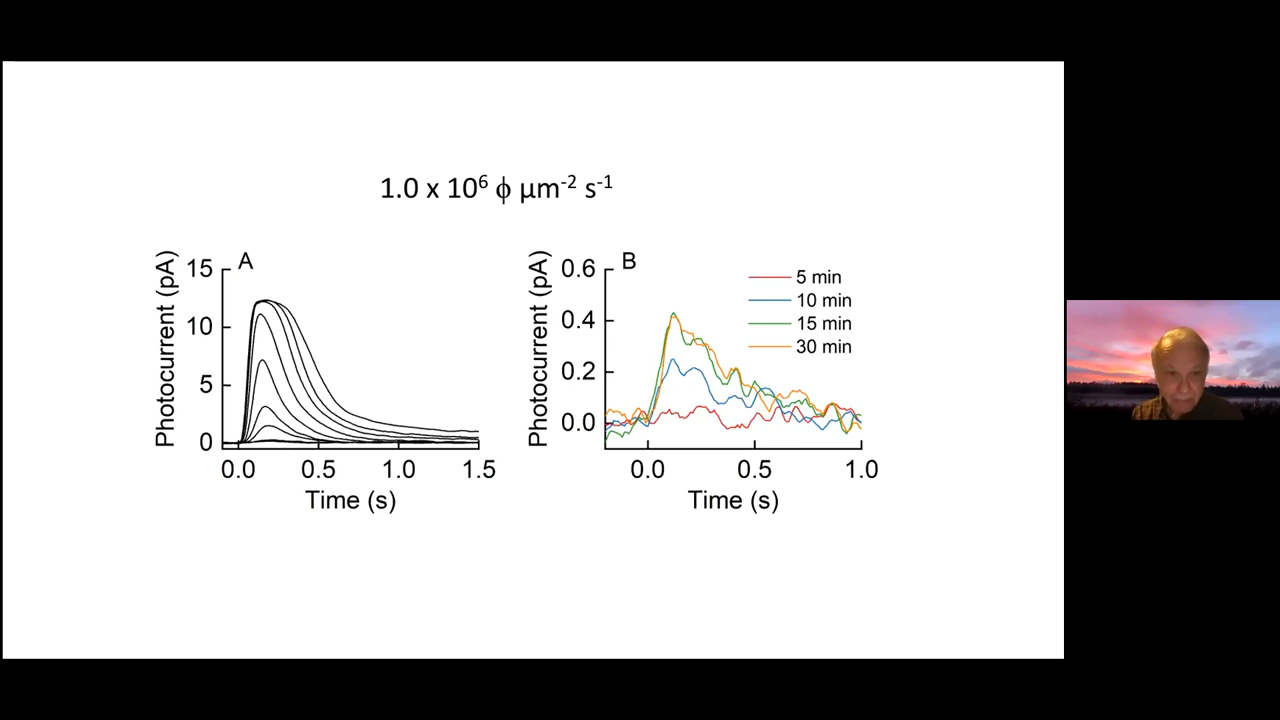 1.0 x 10⁶ ϕ µm⁻² s⁻¹
A
Photocurrent (pA)
15
10
5
0
0.0 0.5 1.0 1.5
Time (s)
B
Photocurrent (pA)
0.6
0.4
0.2
0.0
5 min
10 min
15 min
30 min
0.0 0.5 1.0
Time (s)